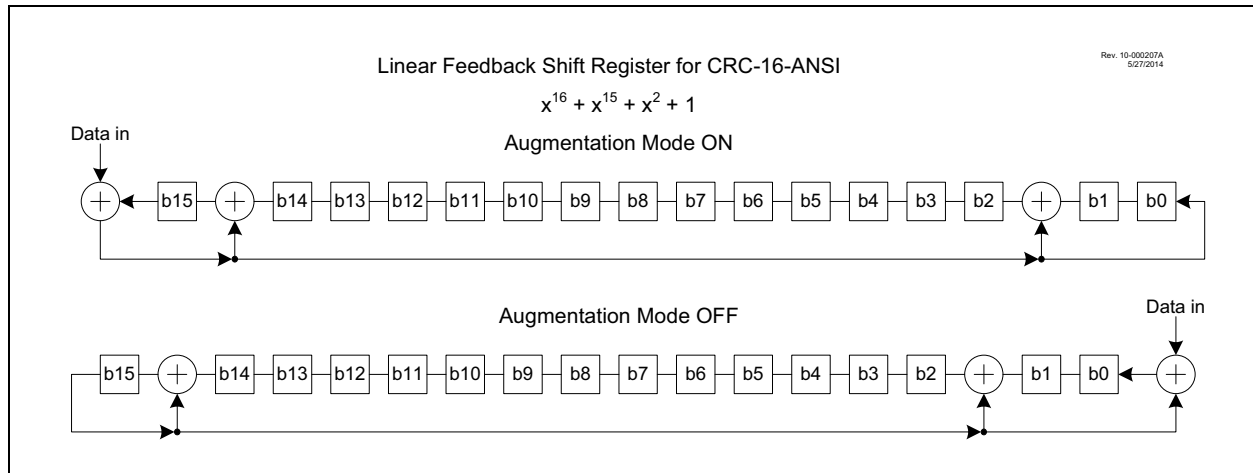 Linear Feedback Shift Register for CRC-16-ANSI
Rev. 10-000207A
5/27/2014
x^16 + x^15 + x^2 + 1
Data in
Augmentation Mode ON
b15 b14 b13 b12 b11 b10 b9 b8 b7 b6 b5 b4 b3 b2 b1 b0
Augmentation Mode OFF
Data in
b15 b14 b13 b12 b11 b10 b9 b8 b7 b6 b5 b4 b3 b2 b1 b0